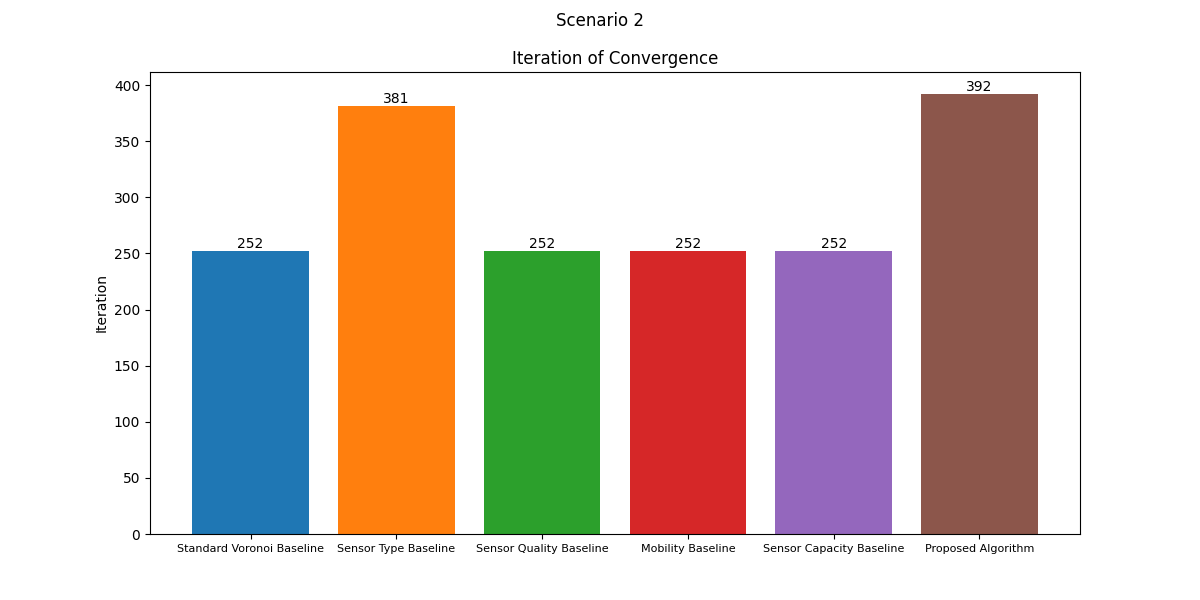 Scenario 2
Iteration of Convergence
Iteration
400
350
300
250
200
150
100
50
0
252
381
252
252
252
392
Standard Voronoi Baseline
Sensor Type Baseline
Sensor Quality Baseline
Mobility Baseline
Sensor Capacity Baseline
Proposed Algorithm